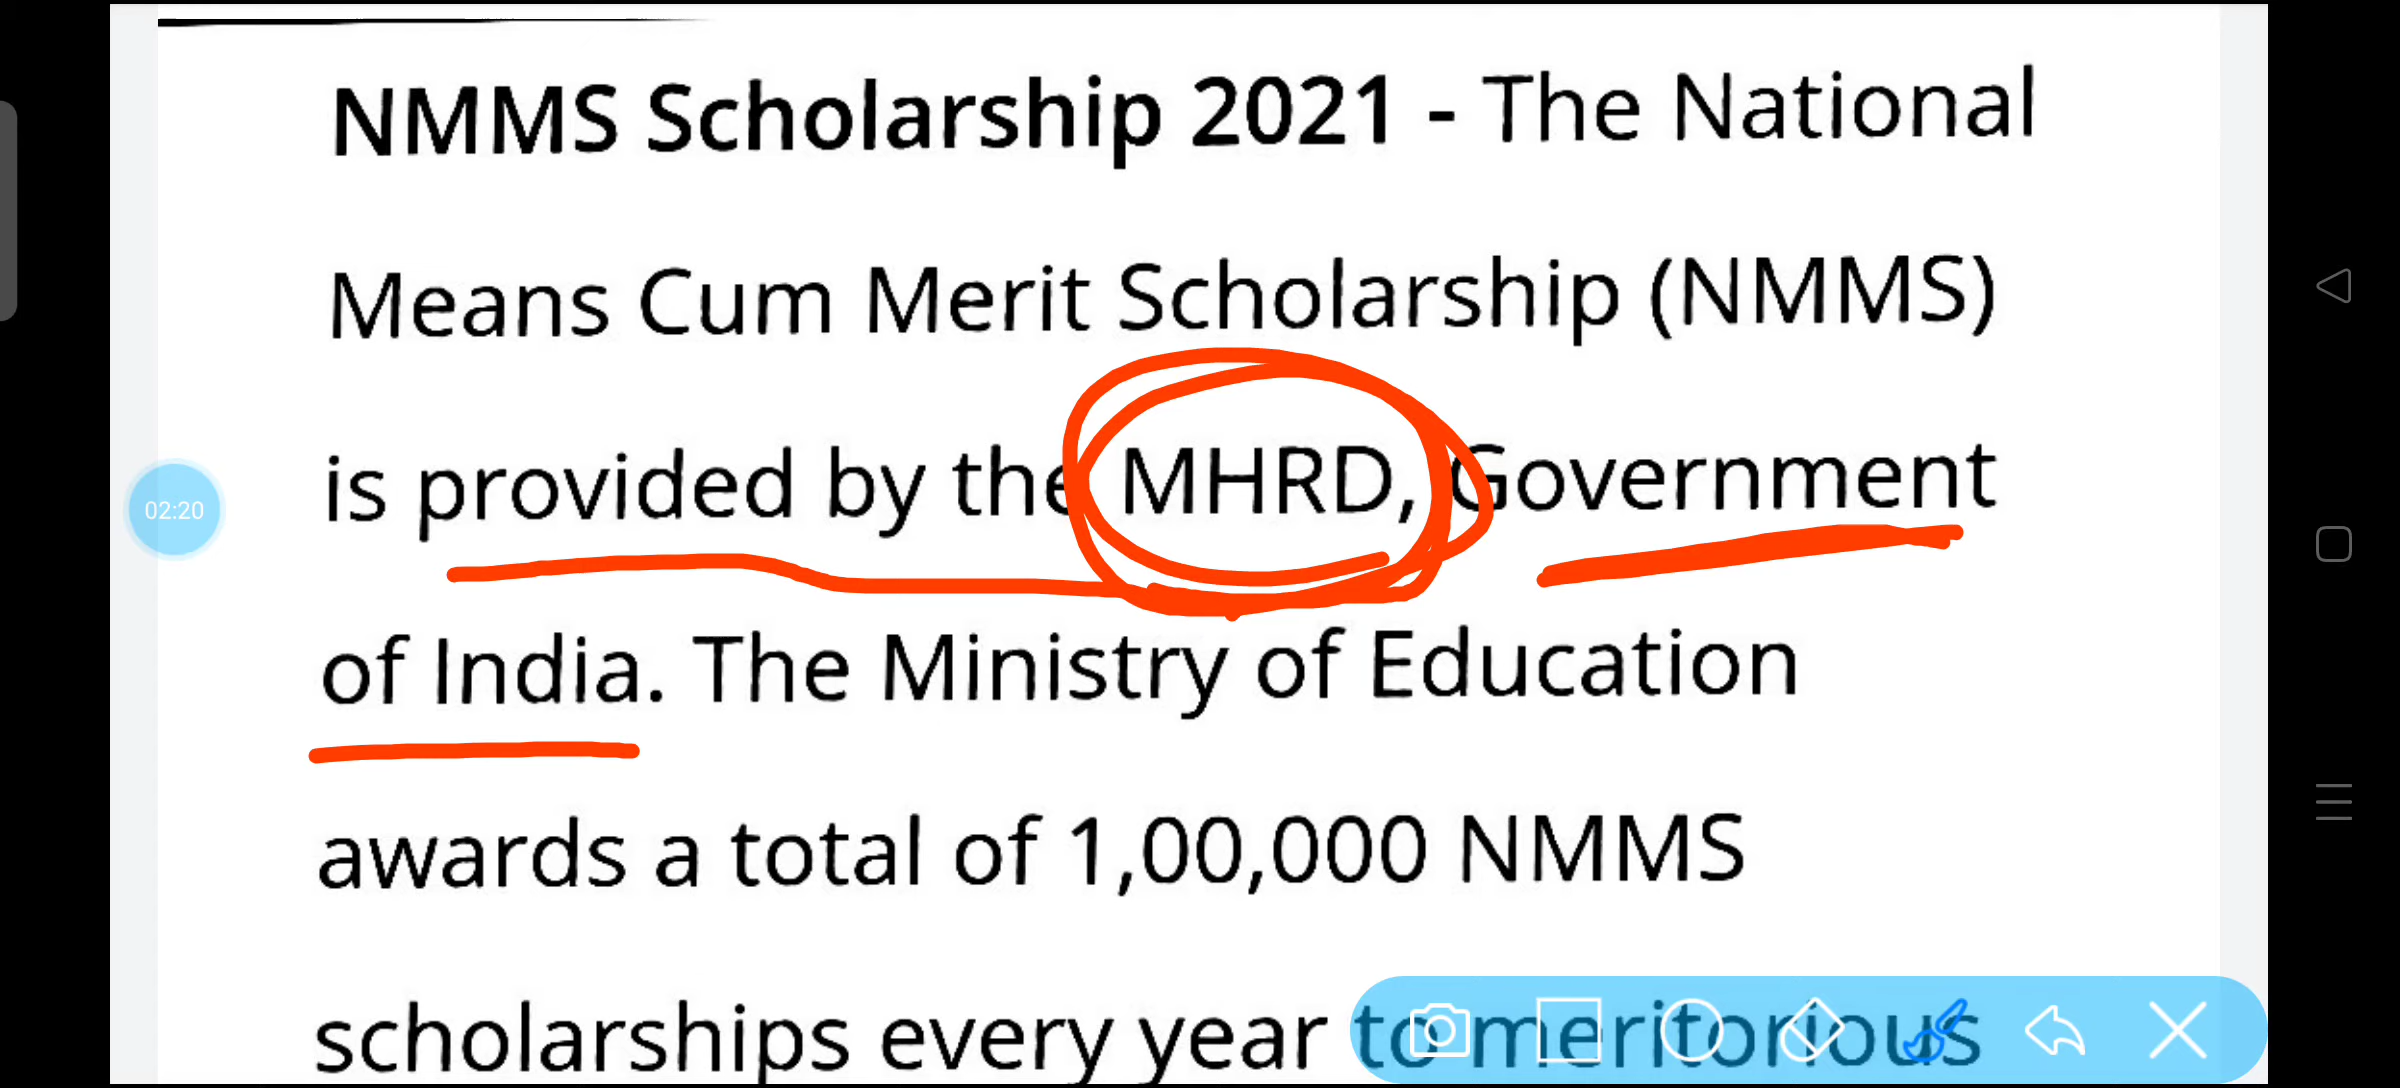 NMMS Scholarship 2021 - The National
Means Cum Merit Scholarship (NMMS)
is provided by the MHRD, Government
02:20
of India. The Ministry of Education
awards a total of 1,00,000 NMMS
scholarships every year to meritorious